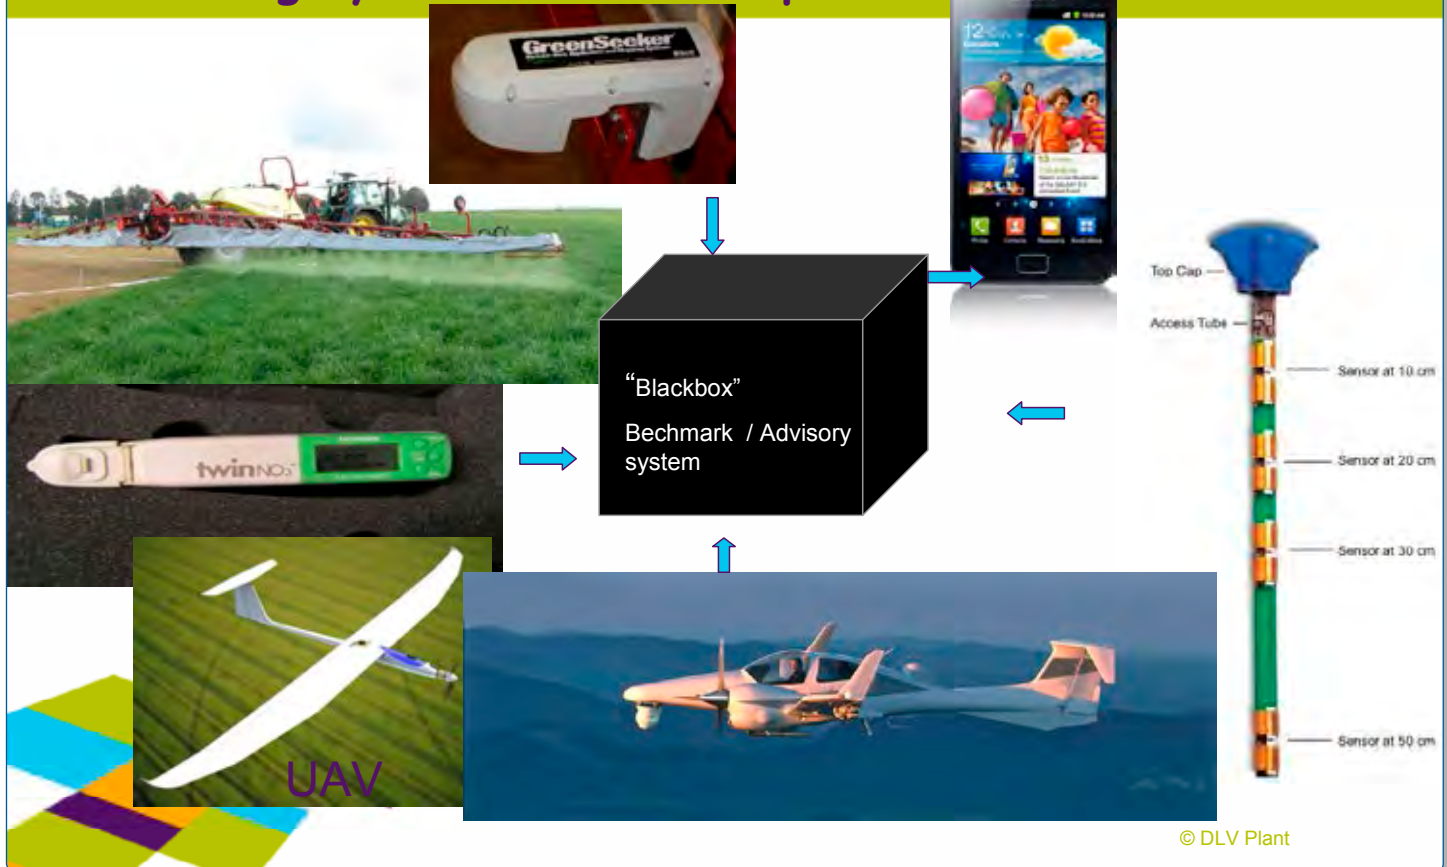 GreenSeeker
12
Top Cap
Access Tube
Sensor at 10 cm
“Blackbox”
Bechmark / Advisory
system
twinNO₃
Sensor at 20 cm
Sensor at 30 cm
Sensor at 50 cm
UAV
© DLV Plant